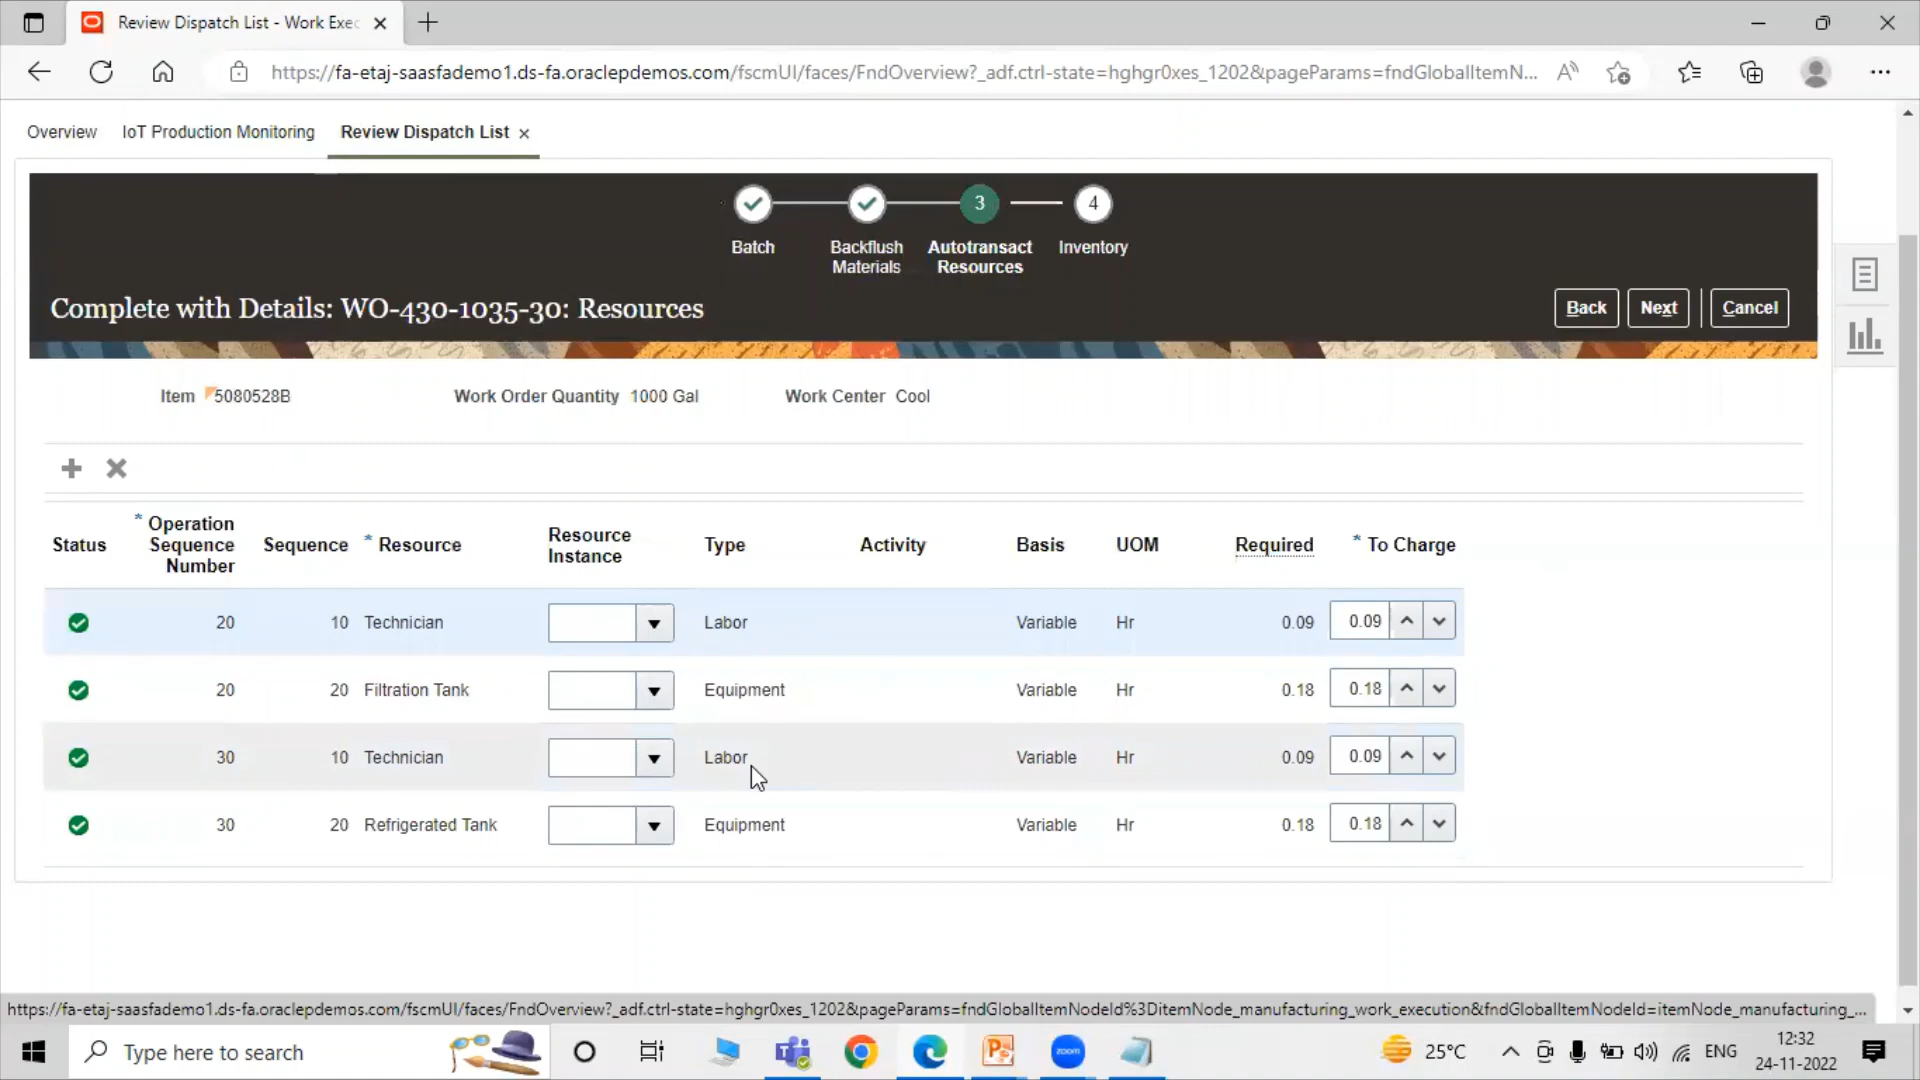 Review Dispatch List - Work Exec
https://fa-etaj-saasfademo1.ds-fa.oraclepdemos.com/fscmUI/faces/FndOverview?_adf.ctrl-state=hghgr0xes_1202&pageParams=fndGlobalItemN...
Overview IoT Production Monitoring Review Dispatch List
3 4
Batch Backflush Materials Autotransact Resources Inventory
Complete with Details: WO-430-1035-30: Resources
Back Next Cancel
Item 5080528B Work Order Quantity 1000 Gal Work Center Cool
Status * Operation Sequence Number Sequence * Resource Resource Instance Type Activity Basis UOM Required * To Charge
20 10 Technician Labor Variable Hr 0.09 0.09
20 20 Filtration Tank Equipment Variable Hr 0.18 0.18
30 10 Technician Labor Variable Hr 0.09 0.09
30 20 Refrigerated Tank Equipment Variable Hr 0.18 0.18
https://fa-etaj-saasfademo1.ds-fa.oraclepdemos.com/fscmUI/faces/FndOverview?_adf.ctrl-state=hghgr0xes_1202&pageParams=fndGlobalItemNodeId%3DitemNode_manufacturing_work_execution&fndGlobalItemNodeId=itemNode_manufacturing_...
Type here to search
zoom
25°C
ENG
12:32
24-11-2022